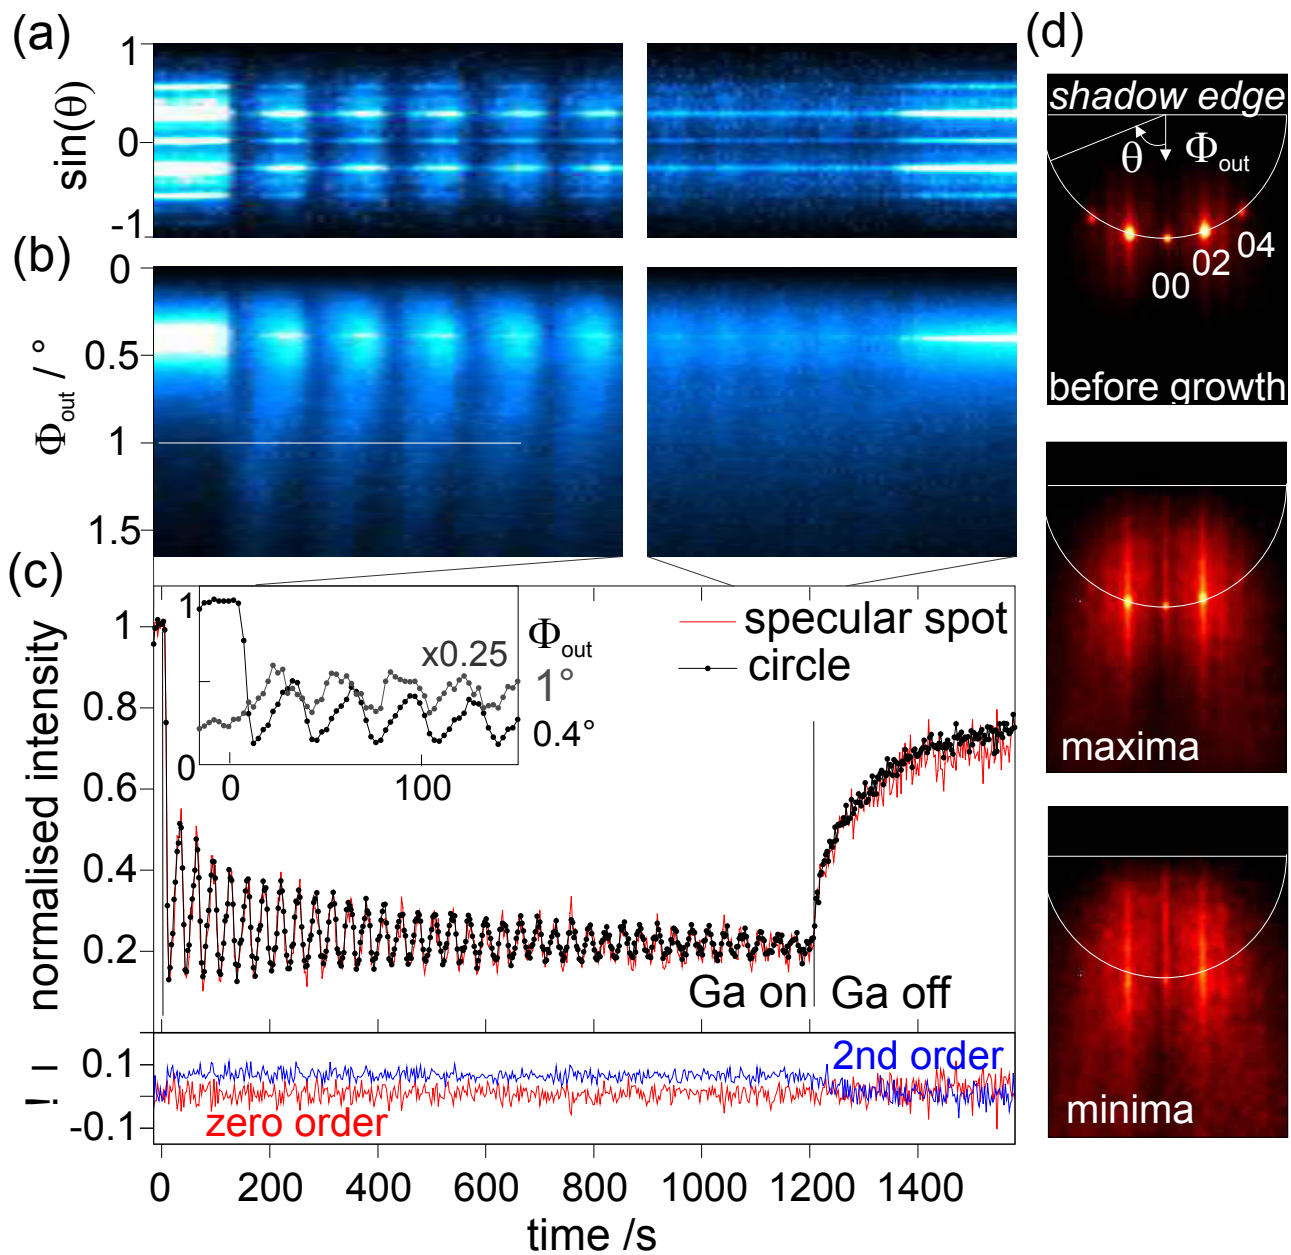 (a)
1
0
-1
sin(θ)
(b)
0
0.5
1
1.5
Φout / °
(c)
1
0.8
0.6
0.4
0.2
normalised intensity
1
0
0
100
x0.25
Φout
1°
0.4°
specular spot
circle
Ga on
Ga off
0.1
-0.1
! –
2nd order
zero order
0
200
400
600
800
1000
1200
1400
time /s
(d)
shadow edge
θ
Φout
04
02
00
before growth
maxima
minima